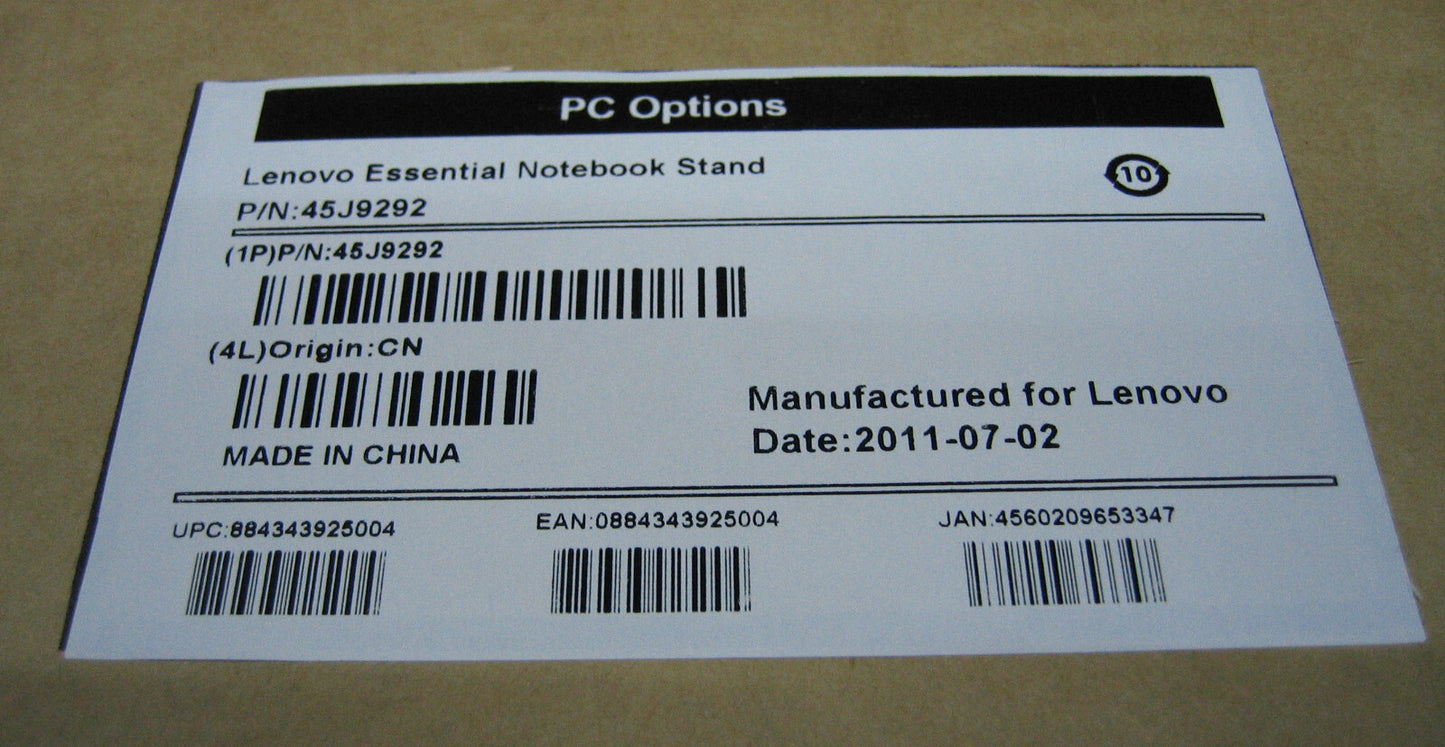 PC Options
Lenovo Essential Notebook Stand
10
P/N:45J9292
(1P)P/N:45J9292
(4L)Origin:CN
MADE IN CHINA
Manufactured for Lenovo
Date:2011-07-02
UPC:884343925004
EAN:0884343925004
JAN:4560209653347